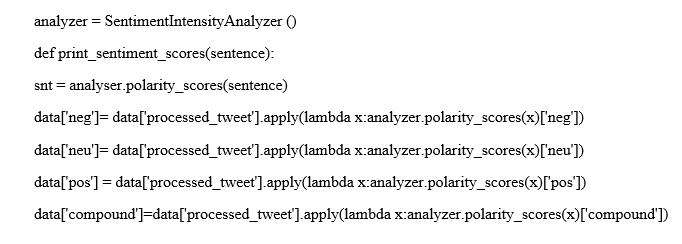 analyzer = SentimentIntensityAnalyzer ()
def print_sentiment_scores(sentence):
snt = analyser.polarity_scores(sentence)
data['neg']= data['processed_tweet'].apply(lambda x:analyzer.polarity_scores(x)['neg'])
data['neu']= data['processed_tweet'].apply(lambda x:analyzer.polarity_scores(x)['neu'])
data['pos'] = data['processed_tweet'].apply(lambda x:analyzer.polarity_scores(x)['pos'])
data['compound']=data['processed_tweet'].apply(lambda x:analyzer.polarity_scores(x)['compound'])